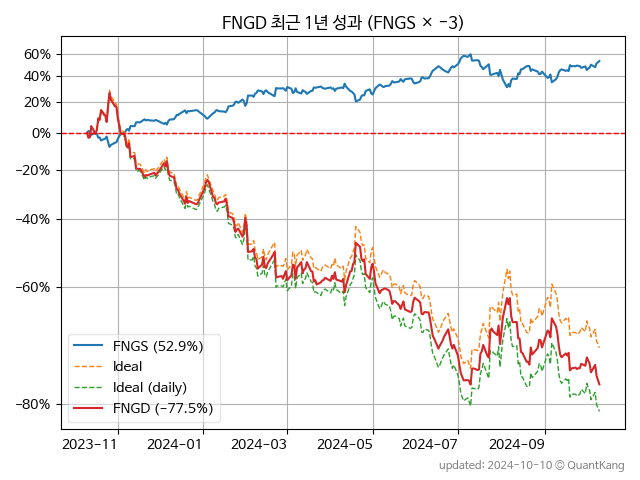 FNGD 최근 1년 성과 (FNGS × −3)
60%
40%
20%
0%
−20%
−40%
−60%
−80%
FNGS (52.9%)
Ideal
Ideal (daily)
FNGD (−77.5%)
2023−11 2024−01 2024−03 2024−05 2024−07 2024−09
updated: 2024-10-10 © QuantKang